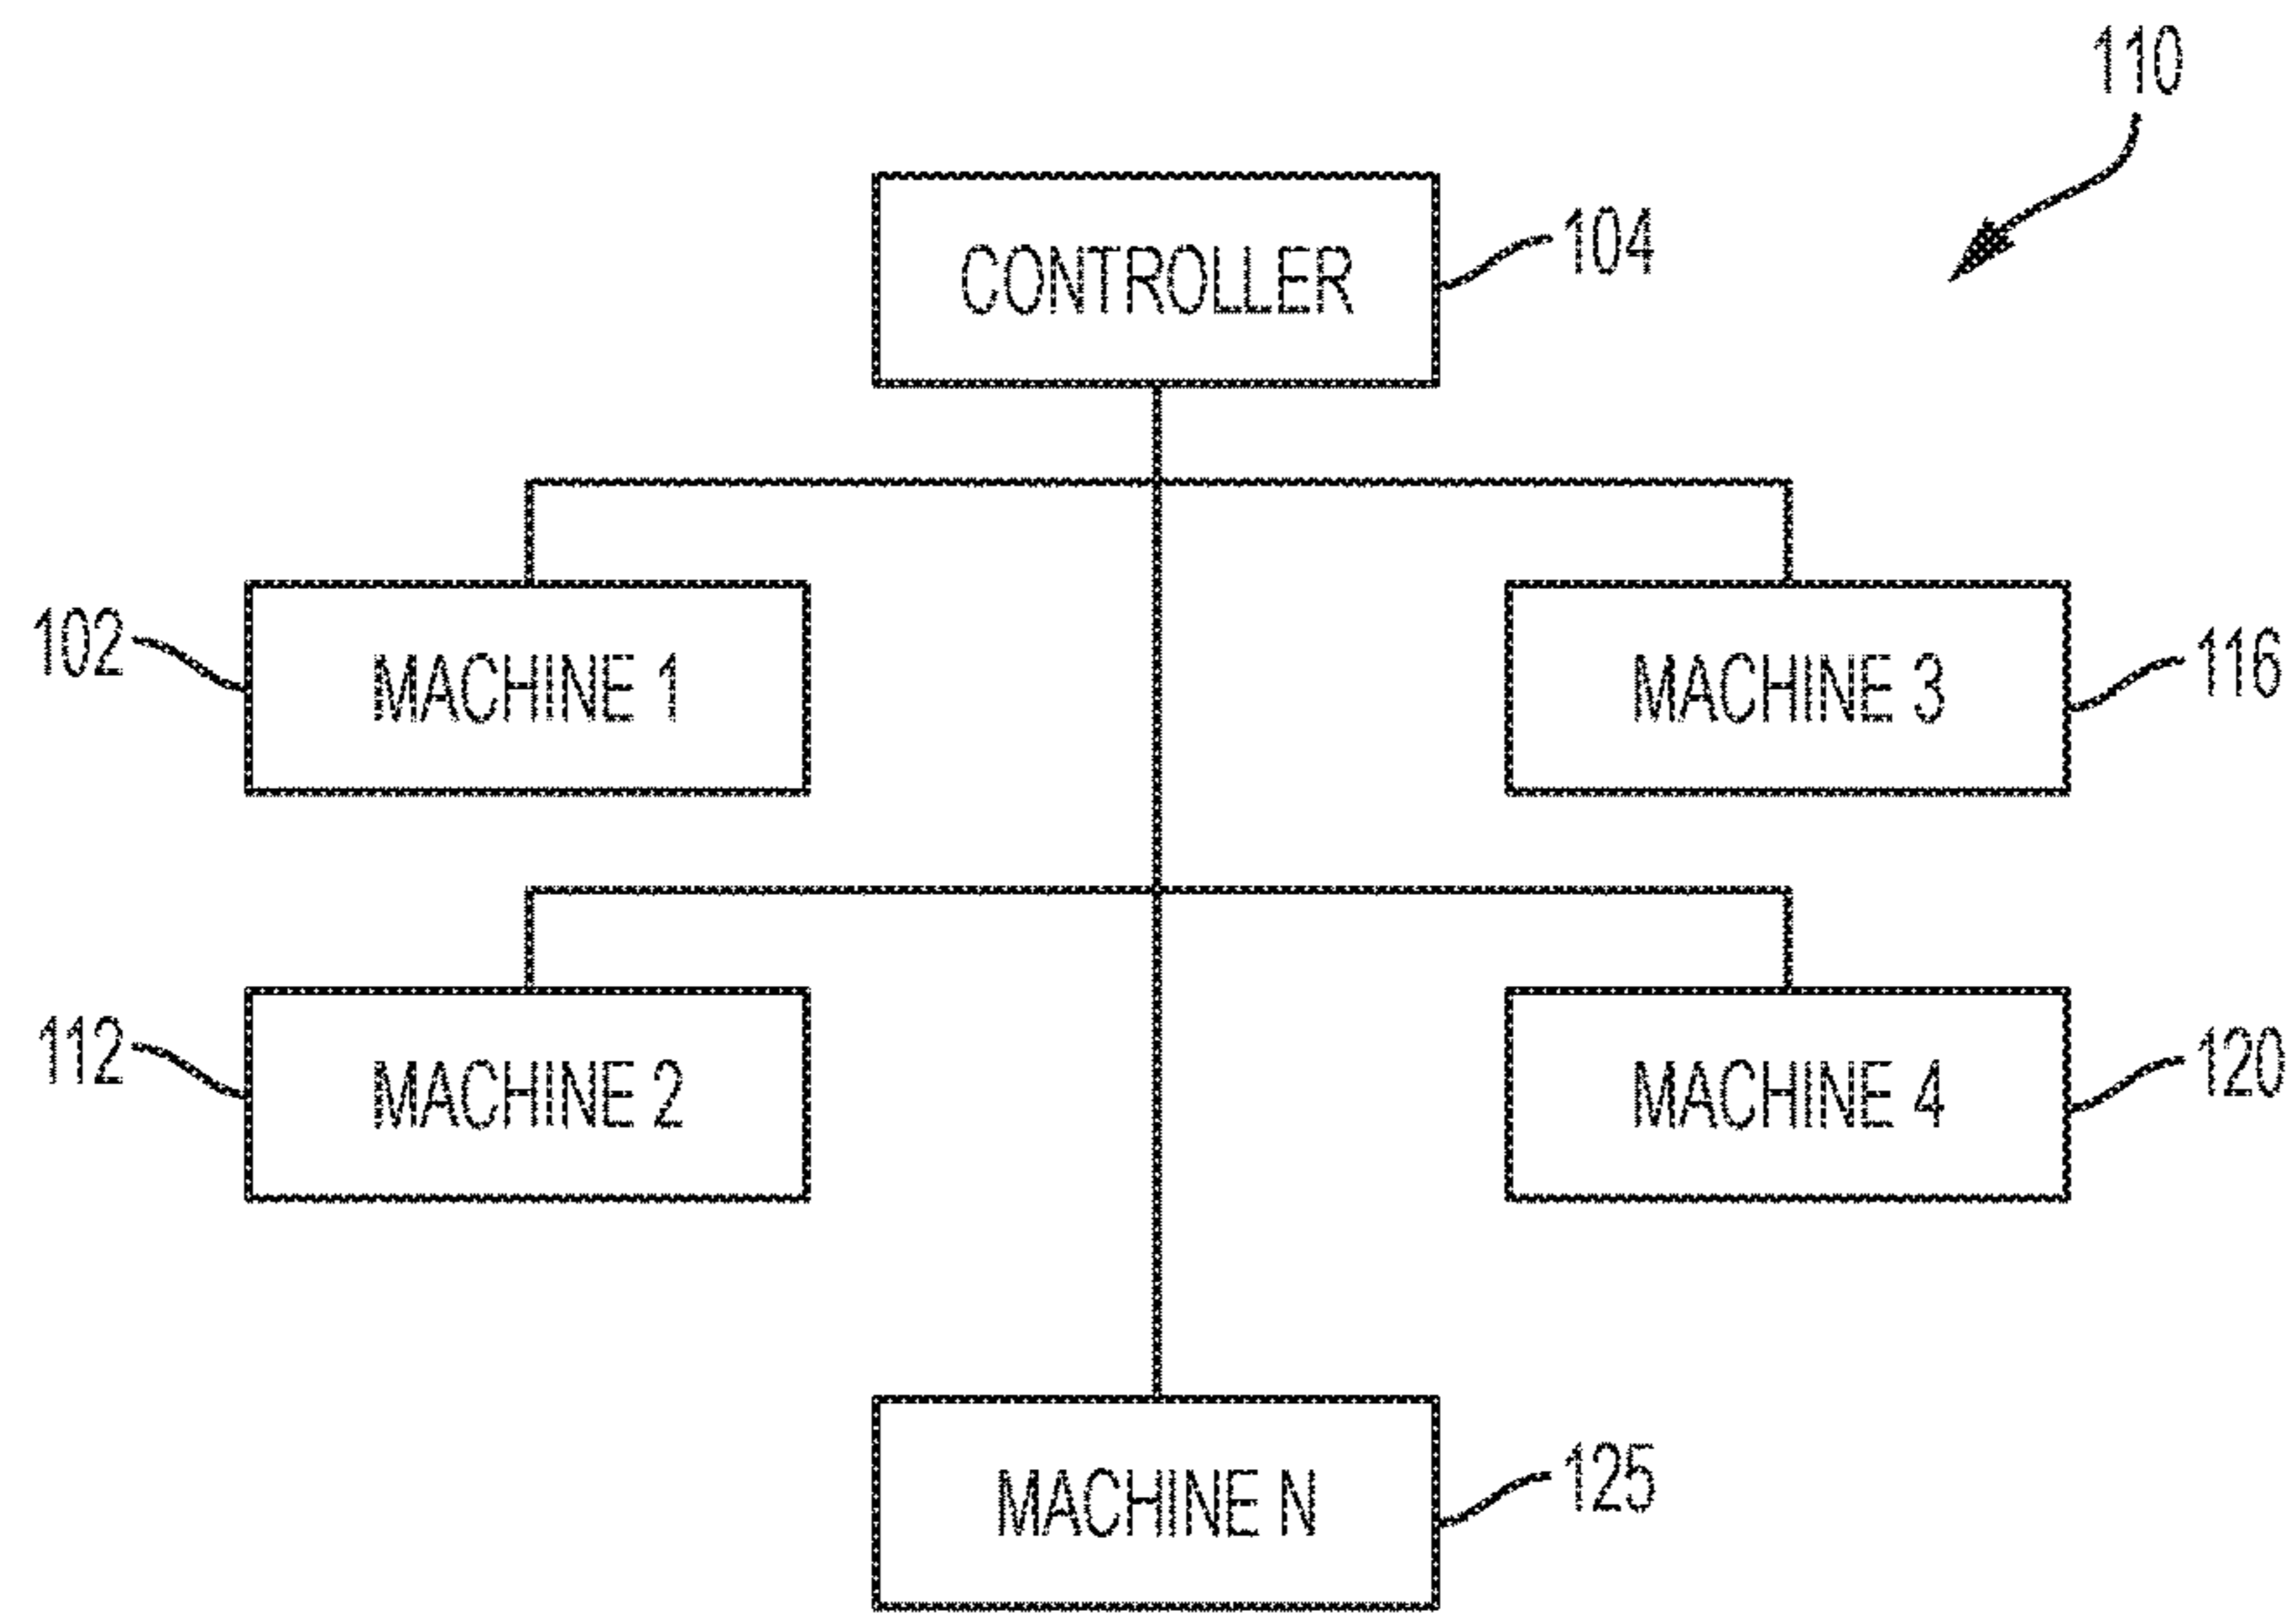 110
CONTROLLER
104
102
MACHINE 1
MACHINE 3
116
112
MACHINE 2
MACHINE 4
120
MACHINE N
125